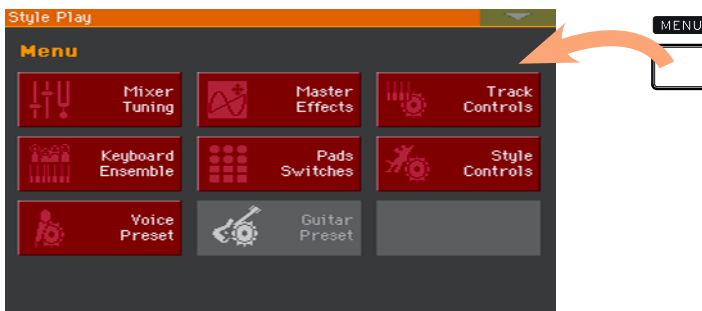 Style Play
MENU
Menu
Mixer
Tuning
Master
Effects
Track
Controls
Keyboard
Ensemble
Pads
Switches
Style
Controls
Voice
Preset
Guitar
Preset